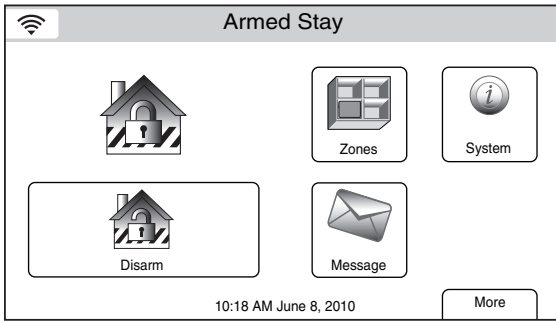 Armed Stay
Zones
System
Disarm
Message
10:18 AM June 8, 2010
More